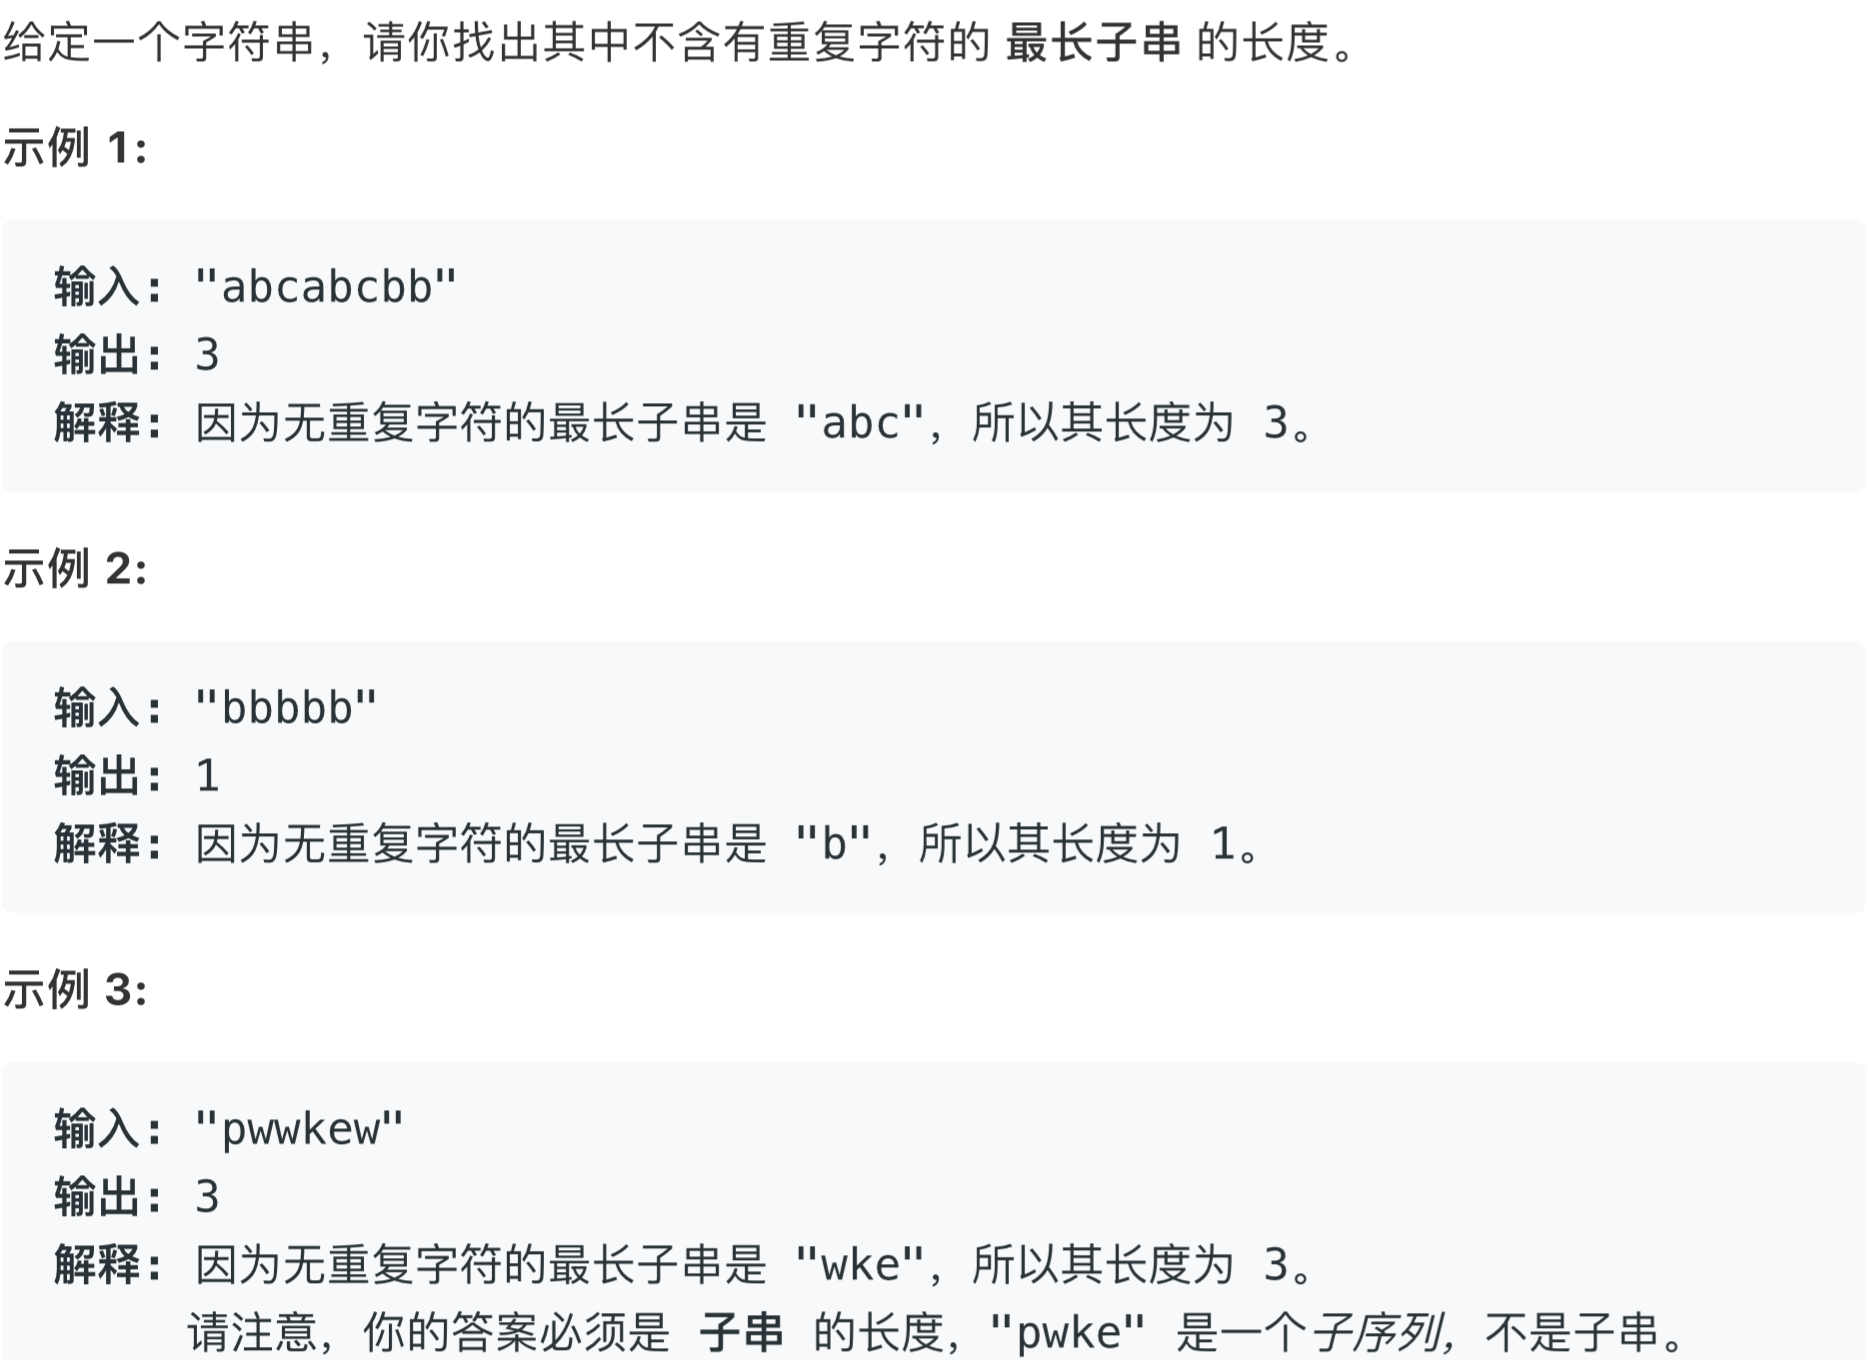 给定一个字符串，请你找出其中不含有重复字符的 最长子串 的长度。
示例 1:
输入: "abcabcbb"
输出: 3
解释: 因为无重复字符的最长子串是 "abc"，所以其长度为 3。
示例 2:
输入: "bbbbb"
输出: 1
解释: 因为无重复字符的最长子串是 "b"，所以其长度为 1。
示例 3:
输入: "pwwkew"
输出: 3
解释: 因为无重复字符的最长子串是 "wke"，所以其长度为 3。
请注意，你的答案必须是 子串 的长度，"pwke" 是一个子序列，不是子串。